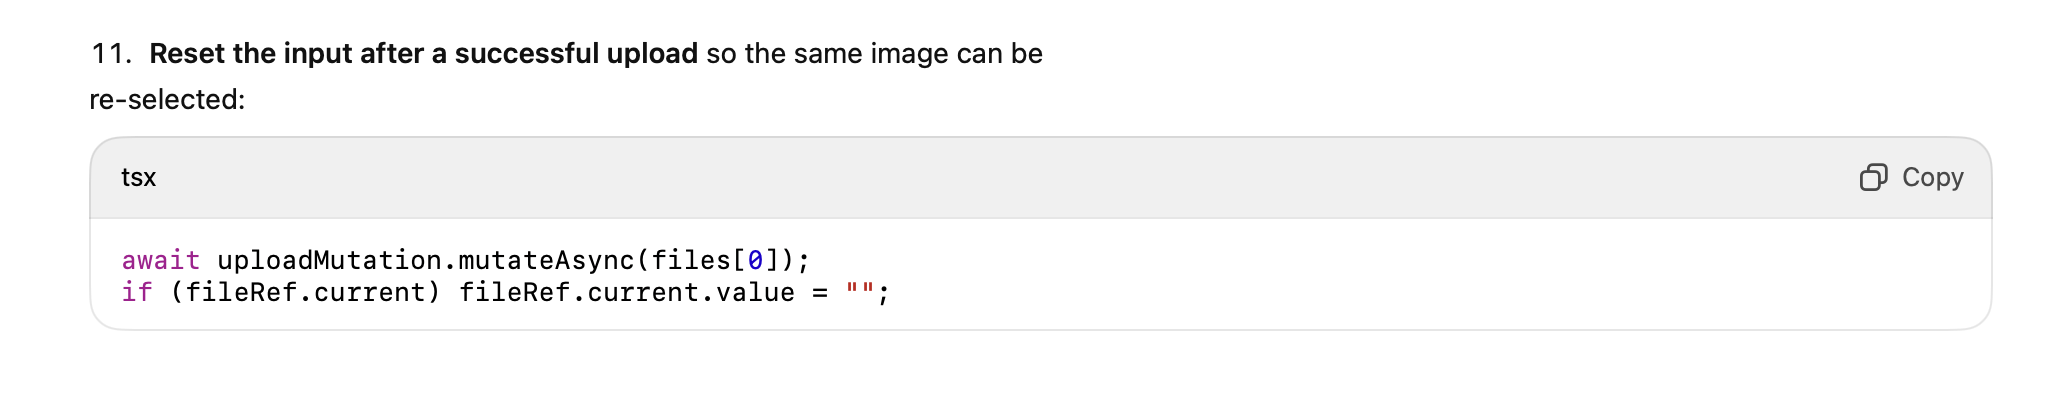 11. Reset the input after a successful upload so the same image can be
re-selected:
tsx
Copy
await uploadMutation.mutateAsync(files[0]);
if (fileRef.current) fileRef.current.value = "";